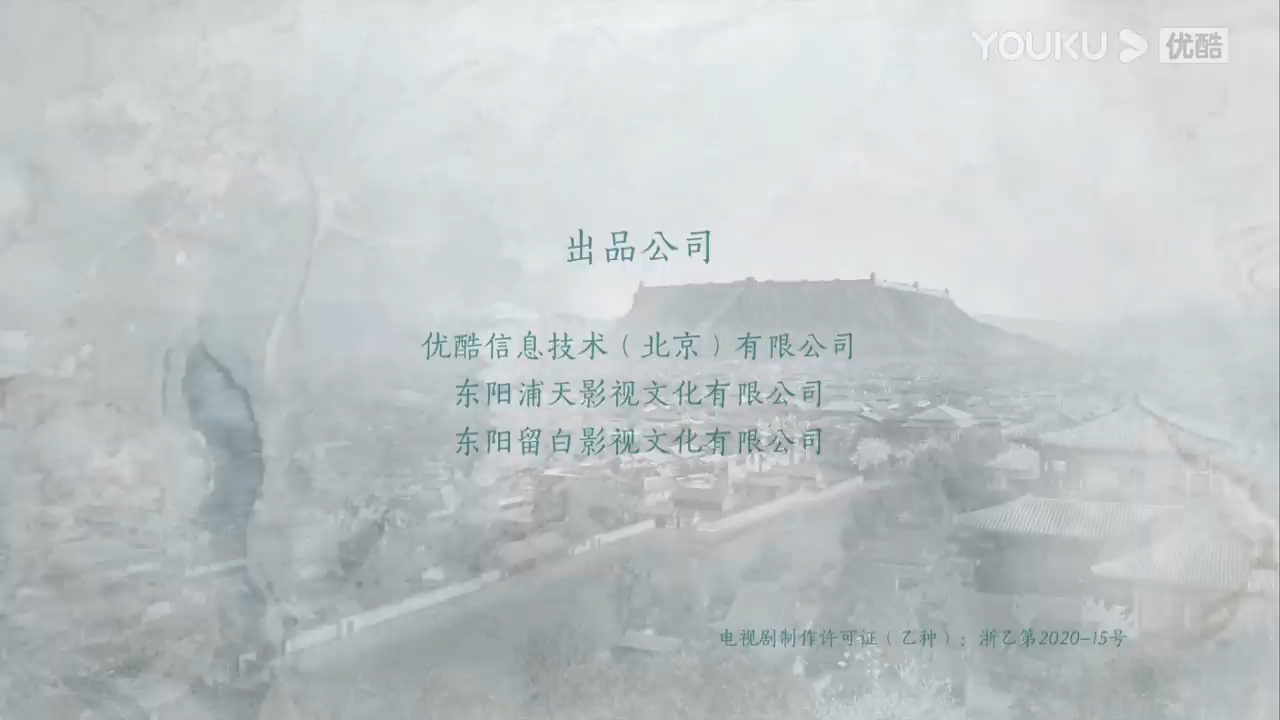 YOUKU 优酷
出品公司
优酷信息技术（北京）有限公司
东阳浦天影视文化有限公司
东阳留白影视文化有限公司
电视剧制作许可证（乙种）：浙乙第2020-15号